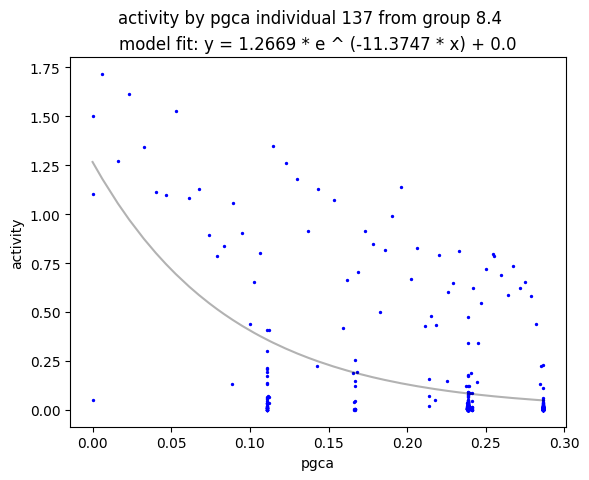 activity by pgca individual 137 from group 8.4
model fit: y = 1.2669 * e ^ (-11.3747 * x) + 0.0
1.75
1.50
1.25
1.00
0.75
0.50
0.25
0.00
activity
0.00 0.05 0.10 0.15 0.20 0.25 0.30
pgca